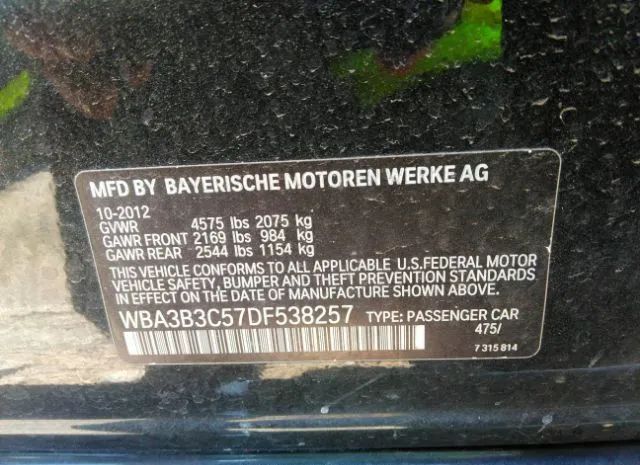 MFD BY BAYERISCHE MOTOREN WERKE AG
10-2012
GVWR 4575 lbs 2075 kg
GAWR FRONT 2169 lbs 984 kg
GAWR REAR 2544 lbs 1154 kg
THIS VEHICLE CONFORMS TO ALL APPLICABLE U.S.FEDERAL MOTOR
VEHICLE SAFETY, BUMPER AND THEFT PREVENTION STANDARDS
IN EFFECT ON THE DATE OF MANUFACTURE SHOWN ABOVE.
WBA3B3C57DF538257 TYPE: PASSENGER CAR
475/
7 315 814